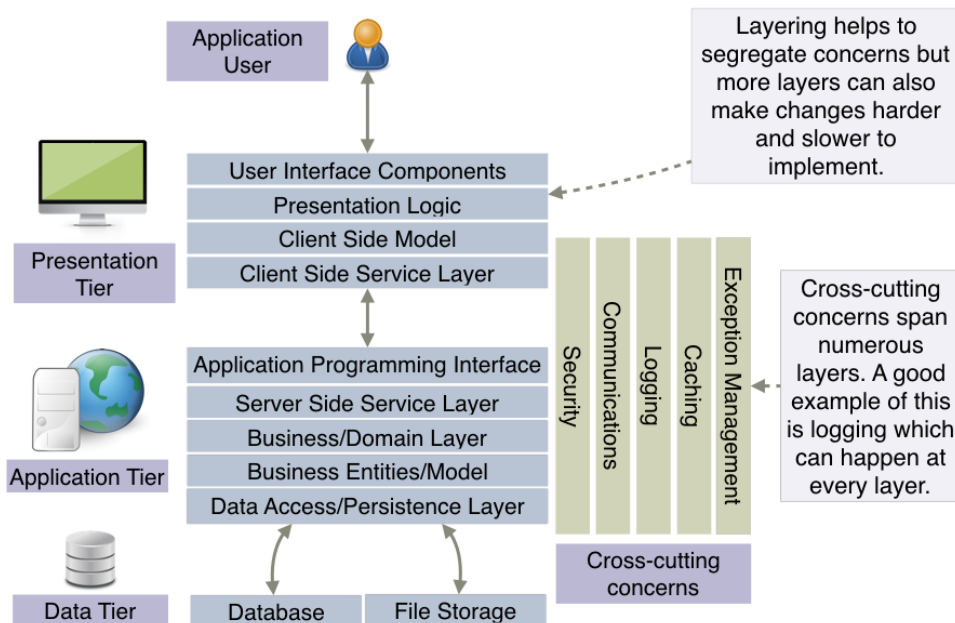 Application
User
Layering helps to
segregate concerns but
more layers can also
make changes harder
and slower to
implement.
User Interface Components
Presentation Logic
Client Side Model
Client Side Service Layer
Presentation
Tier
Application Programming Interface
Server Side Service Layer
Business/Domain Layer
Business Entities/Model
Data Access/Persistence Layer
Application Tier
Security
Communications
Logging
Caching
Exception Management
Cross-cutting
concerns span
numerous
layers. A good
example of this
is logging which
can happen at
every layer.
Cross-cutting
concerns
Data Tier
Database
File Storage